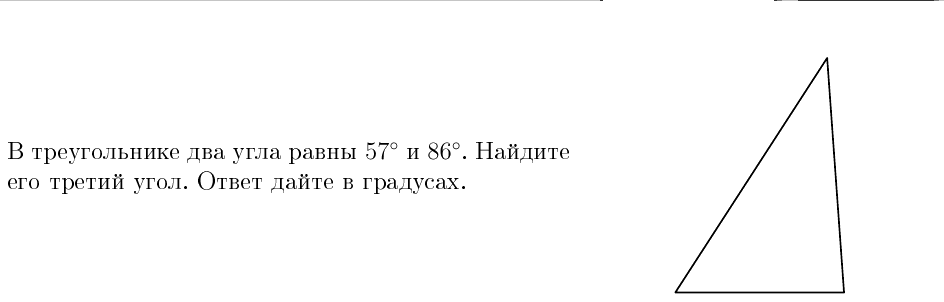 В треугольнике два угла равны 57° и 86°. Найдите
его третий угол. Ответ дайте в градусах.